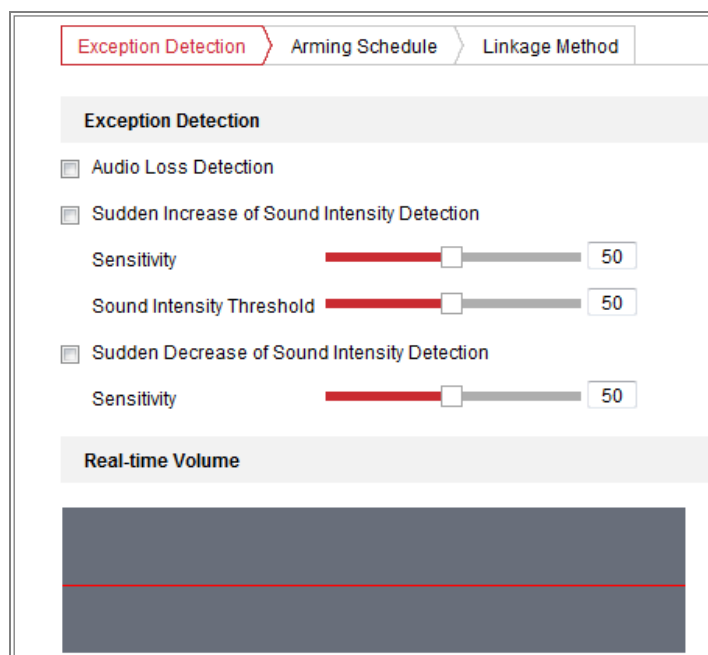 Exception Detection Arming Schedule Linkage Method
Exception Detection
Audio Loss Detection
Sudden Increase of Sound Intensity Detection
Sensitivity 50
Sound Intensity Threshold 50
Sudden Decrease of Sound Intensity Detection
Sensitivity 50
Real-time Volume